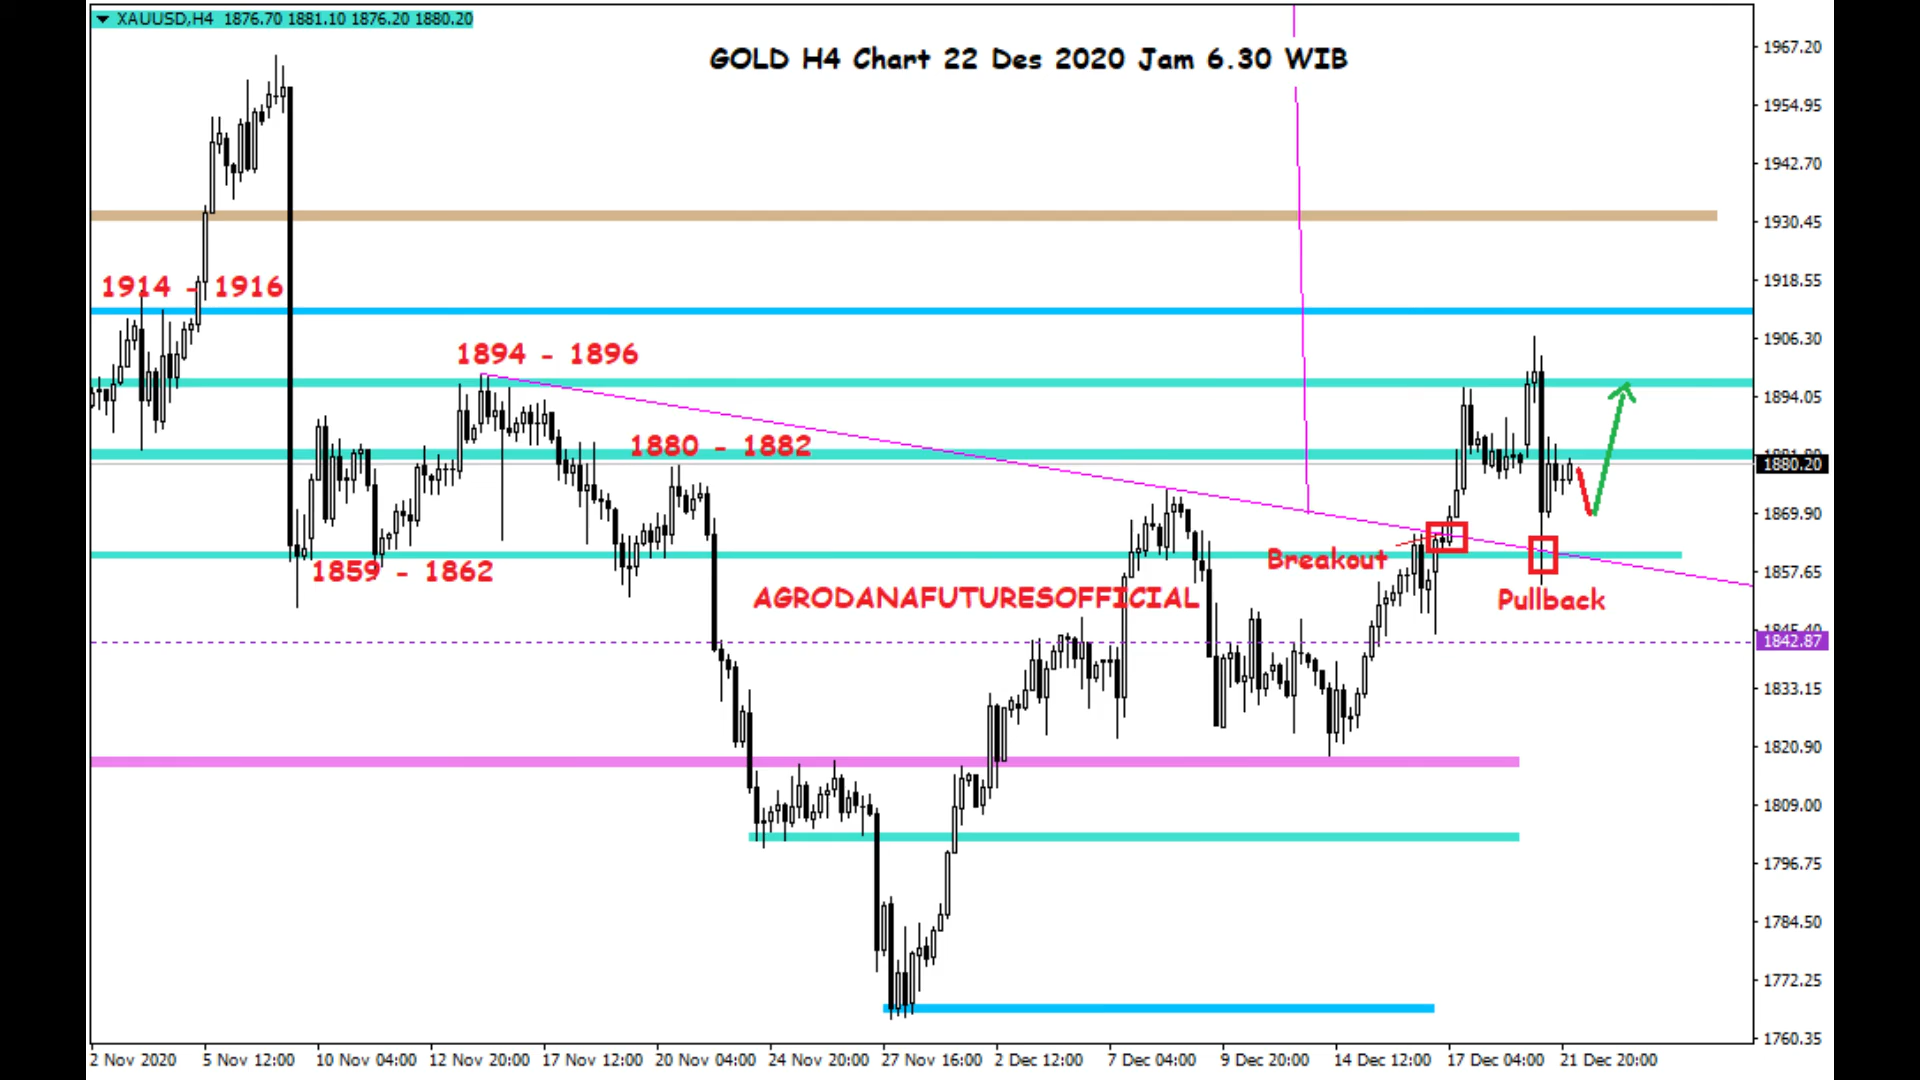 XAUUSD,H4 1876.70 1881.10 1876.20 1880.20
GOLD H4 Chart 22 Des 2020 Jam 6.30 WIB
1967.20
1954.95
1942.70
1930.45
1914 - 1916
1918.55
1906.30
1894 - 1896
1894.05
1880 - 1882
1880.20
1869.90
Breakout
1859 - 1862
1857.65
AGRODANAFUTURESOFFICIAL
Pullback
1845.40
1842.87
1833.15
1820.90
1809.00
1796.75
1784.50
1772.25
1760.35
2 Nov 2020 5 Nov 12:00 10 Nov 04:00 12 Nov 20:00 17 Nov 12:00 20 Nov 04:00 24 Nov 20:00 27 Nov 16:00 2 Dec 12:00 7 Dec 04:00 9 Dec 20:00 14 Dec 12:00 17 Dec 04:00 21 Dec 20:00